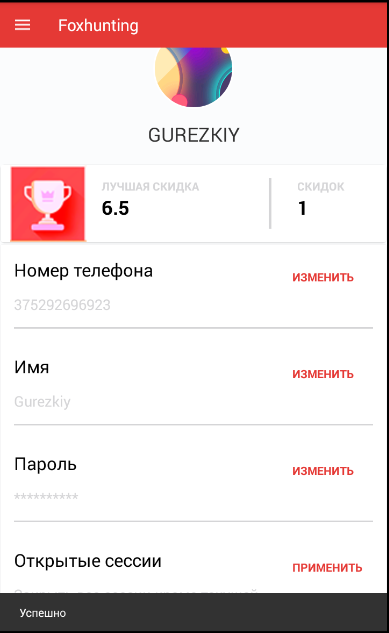 Foxhunting
GUREZKIY
ЛУЧШАЯ СКИДКА
6.5
СКИДОК
1
Номер телефона
ИЗМЕНИТЬ
375292696923
Имя
ИЗМЕНИТЬ
Gurezkiy
Пароль
ИЗМЕНИТЬ
**********
Открытые сессии
ПРИМЕНИТЬ
Успешно